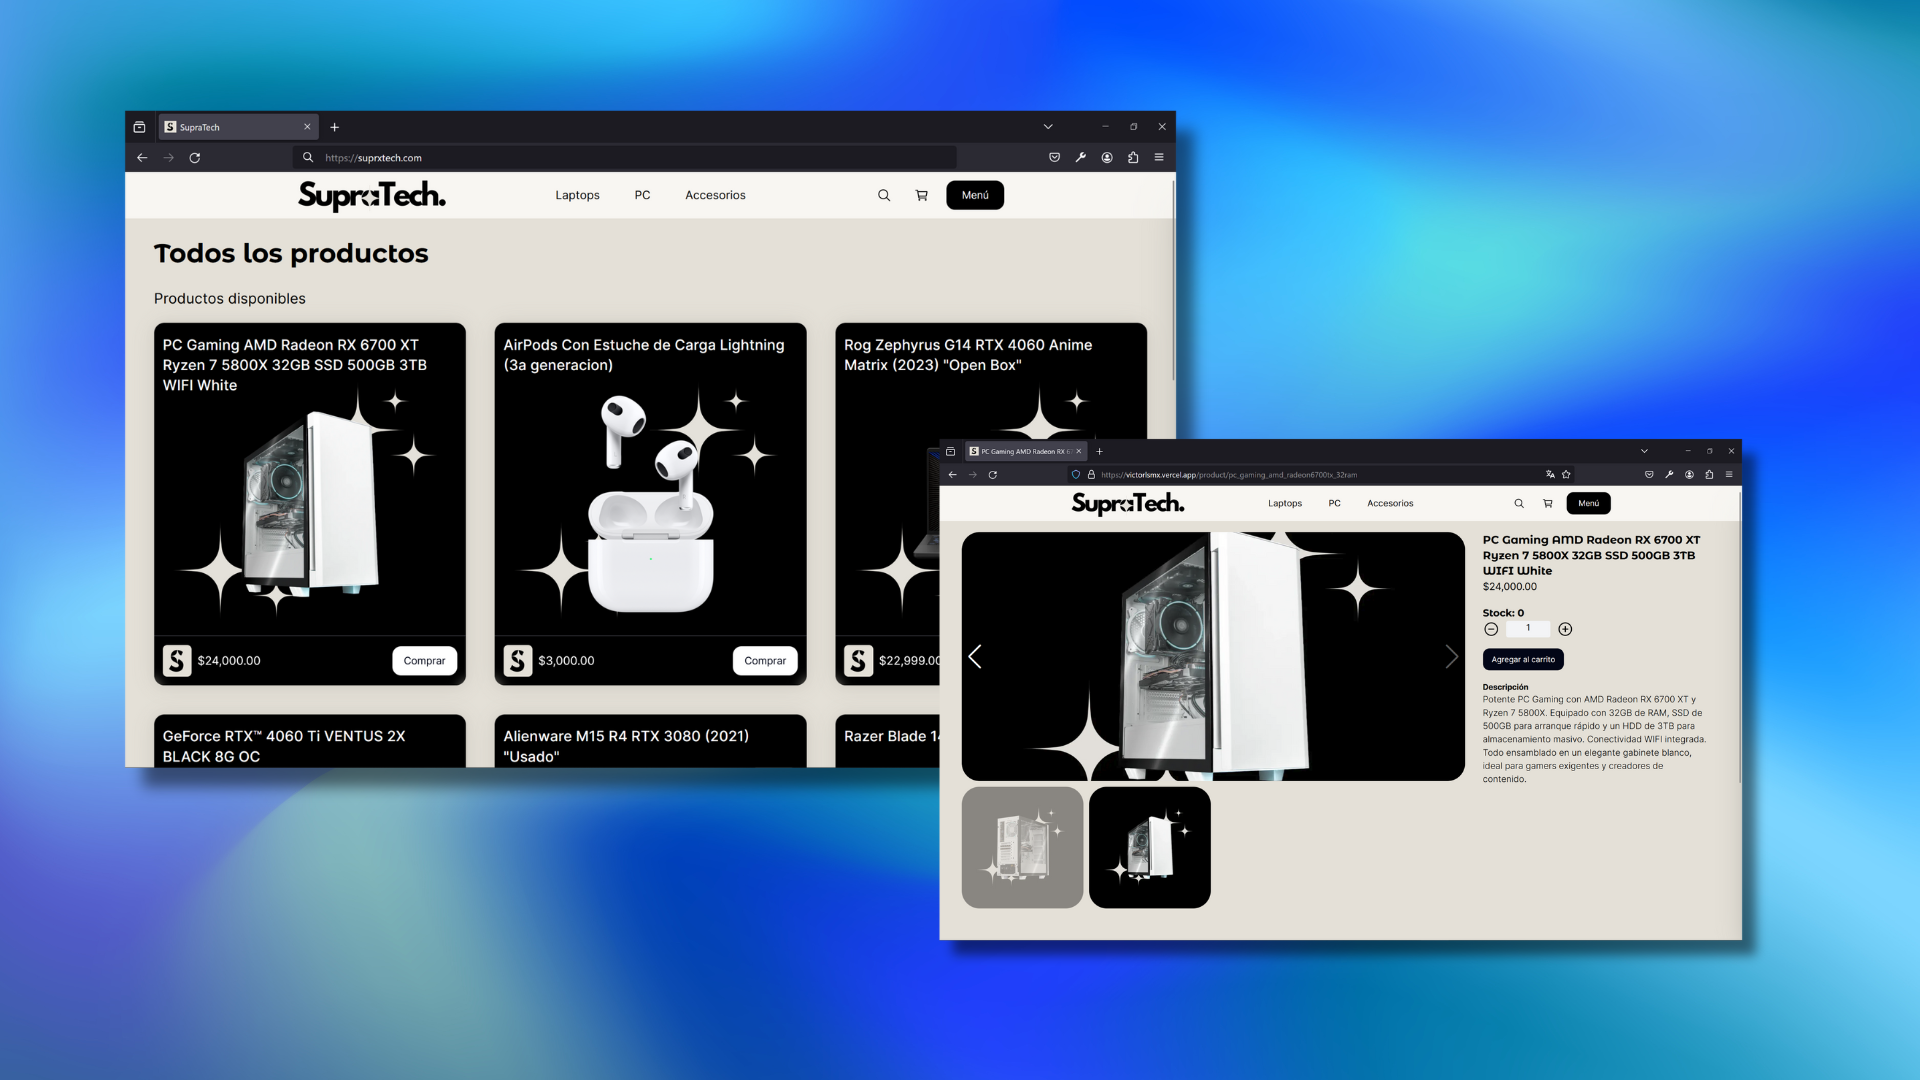 SupraTech
https://suprxtech.com
SupraTech.
Laptops
PC
Accesorios
Menú
Todos los productos
Productos disponibles
PC Gaming AMD Radeon RX 6700 XT
Ryzen 7 5800X 32GB SSD 500GB 3TB
WIFI White
$24,000.00
Comprar
AirPods Con Estuche de Carga Lightning
(3a generacion)
$3,000.00
Comprar
Rog Zephyrus G14 RTX 4060 Anime
Matrix (2023) "Open Box"
$22,999.00
GeForce RTX™ 4060 Ti VENTUS 2X
BLACK 8G OC
Alienware M15 R4 RTX 3080 (2021)
"Usado"
Razer Blade
PC Gaming AMD Radeon RX 6
https://victorlsmx.vercel.app/product/pc_gaming_amd_radeon6700tx_32ram
SupraTech.
Laptops
PC
Accesorios
Menú
PC Gaming AMD Radeon RX 6700 XT
Ryzen 7 5800X 32GB SSD 500GB 3TB
WIFI White
$24,000.00
Stock: 0
1
Agregar al carrito
Descripción
Potente PC Gaming con AMD Radeon RX 6700 XT y
Ryzen 7 5800X. Equipado con 32GB de RAM, SSD de
500GB para arranque rápido y un HDD de 3TB para
almacenamiento masivo. Conectividad WIFI integrada.
Todo ensamblado en un elegante gabinete blanco,
ideal para gamers exigentes y creadores de
contenido.